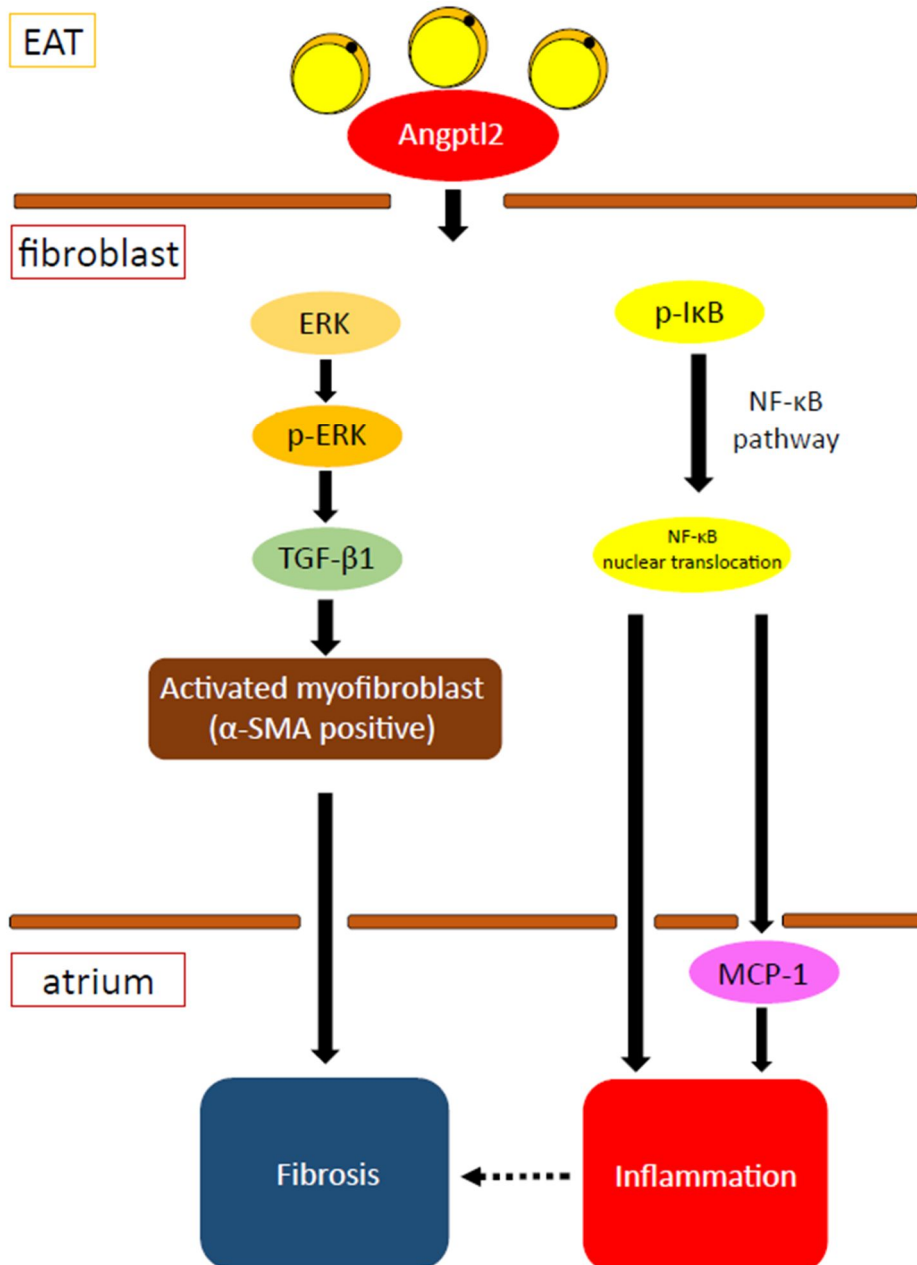 EAT
Angptl2
fibroblast
ERK
p-IκB
p-ERK
NF-κB
pathway
TGF-β1
NF-κB
nuclear translocation
Activated myofibroblast
(α-SMA positive)
atrium
MCP-1
Fibrosis
Inflammation